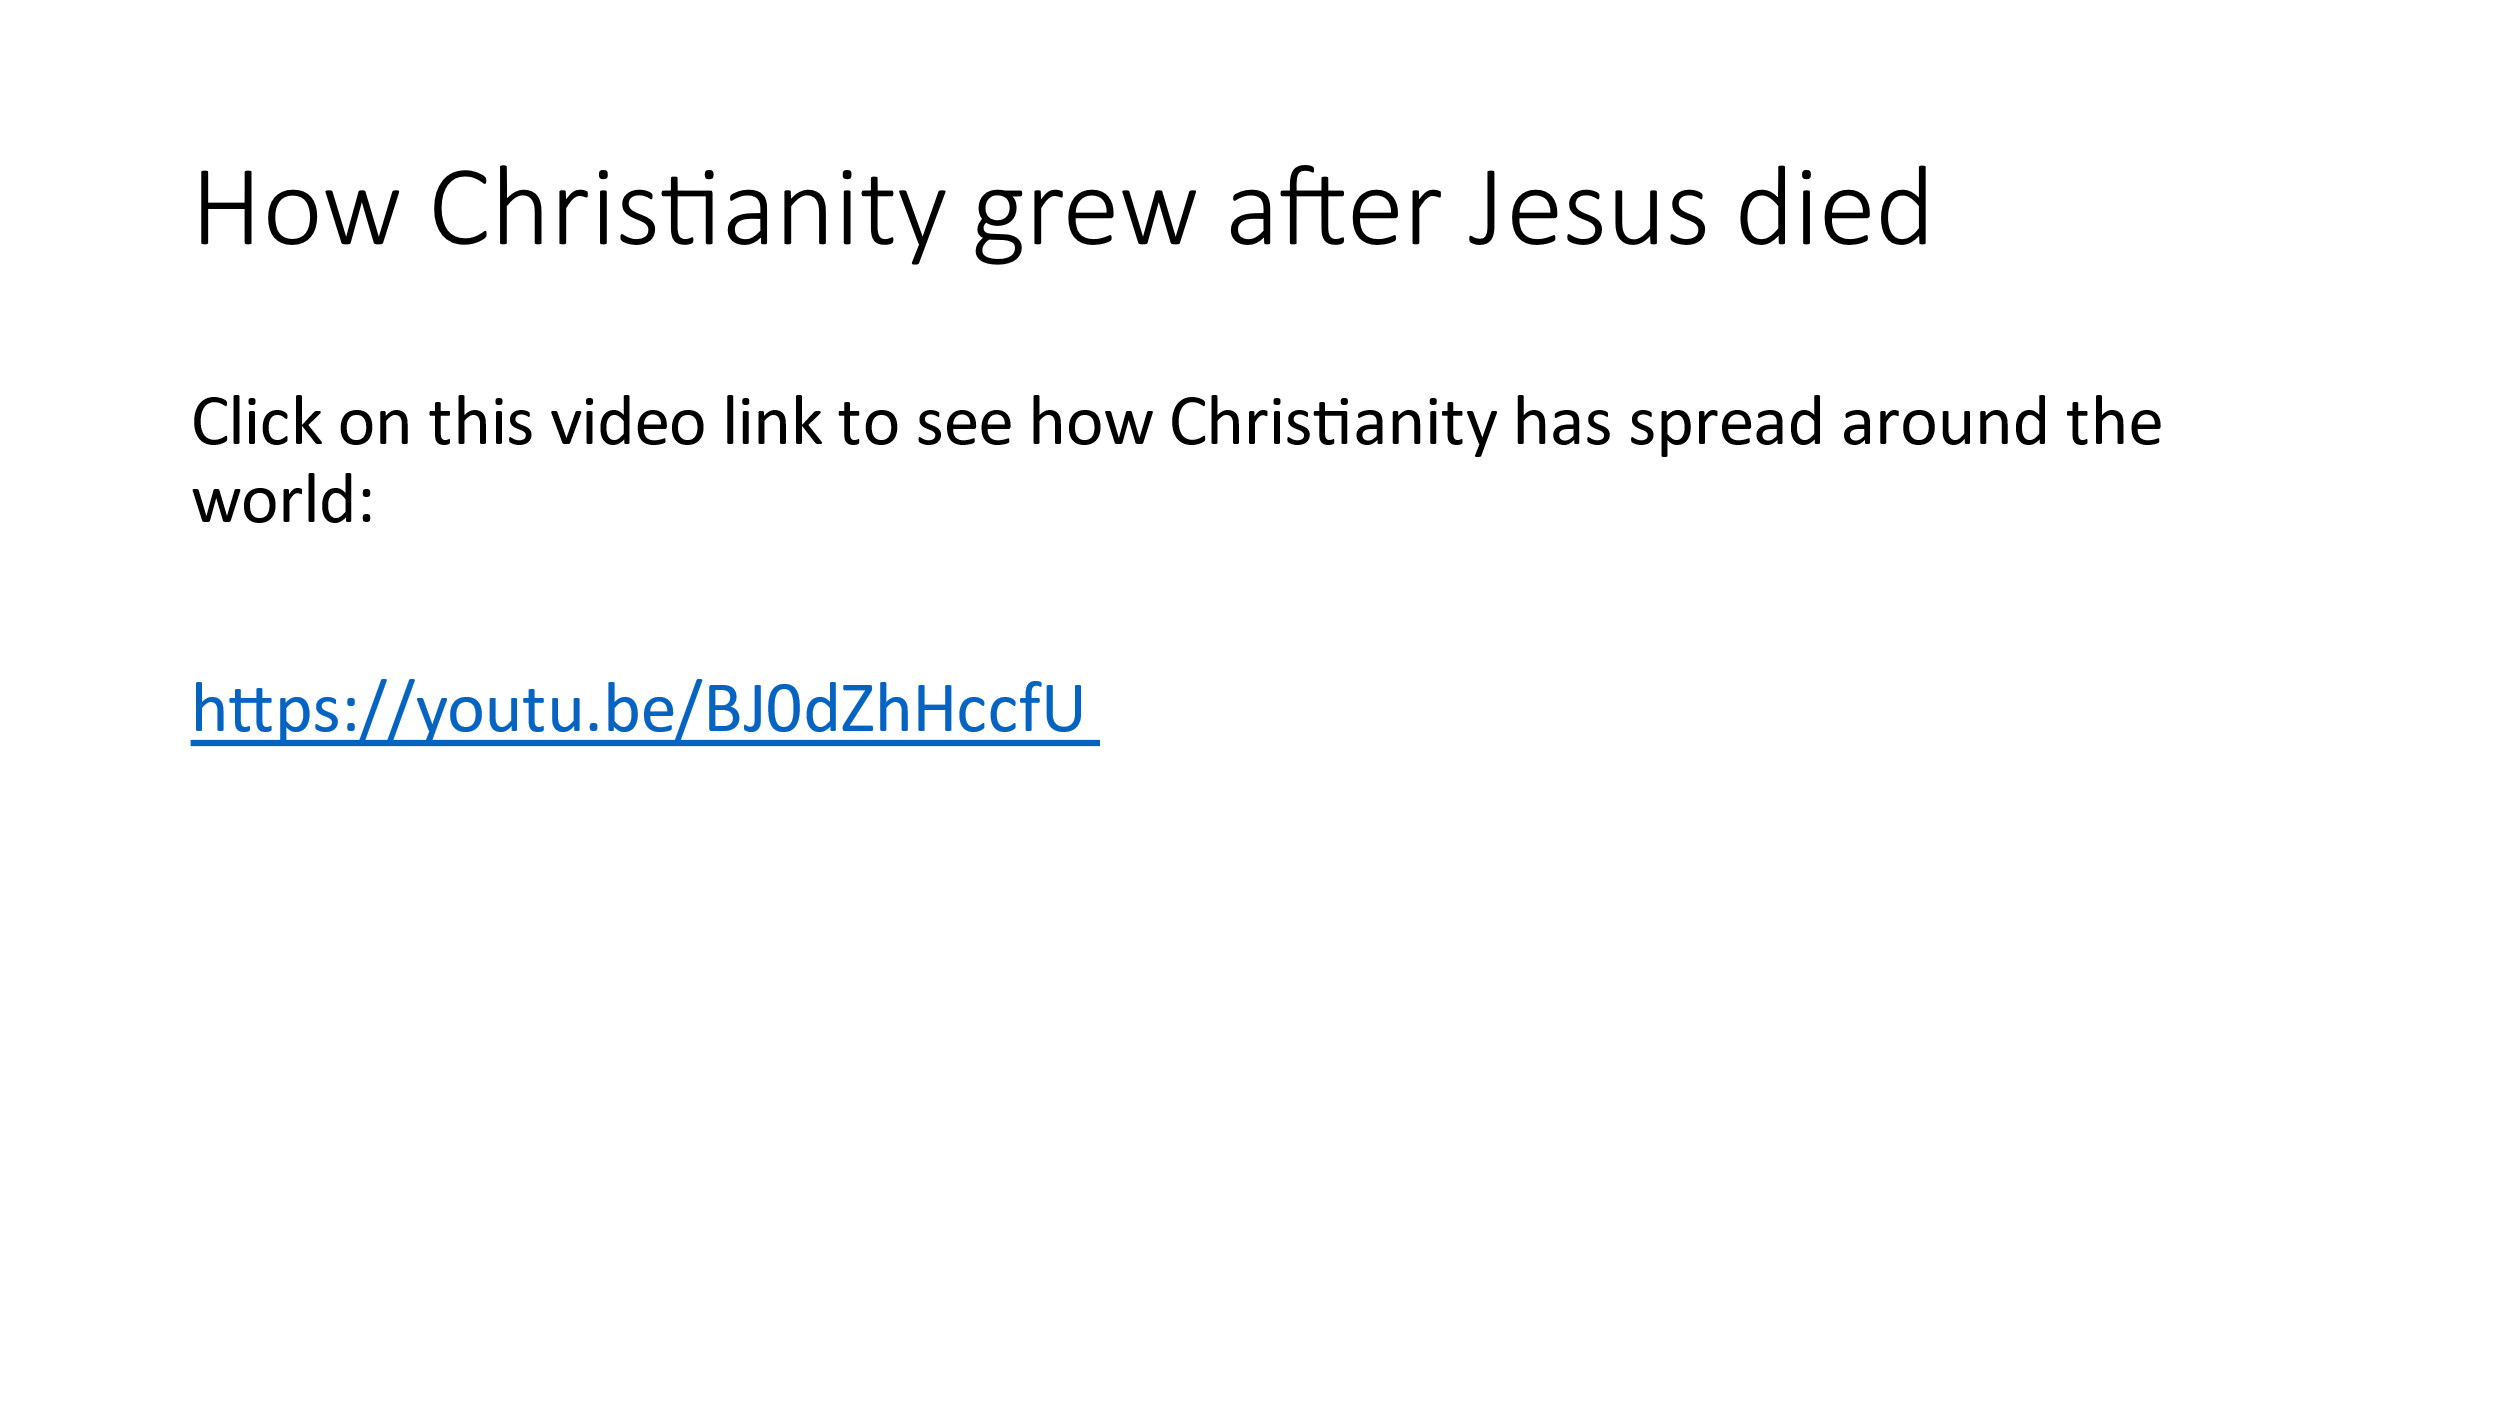 How Christianity grew after Jesus died
Click on this video link to see how Christianity has spread around the
world:
https://youtu.be/BJ0dZhHccfU